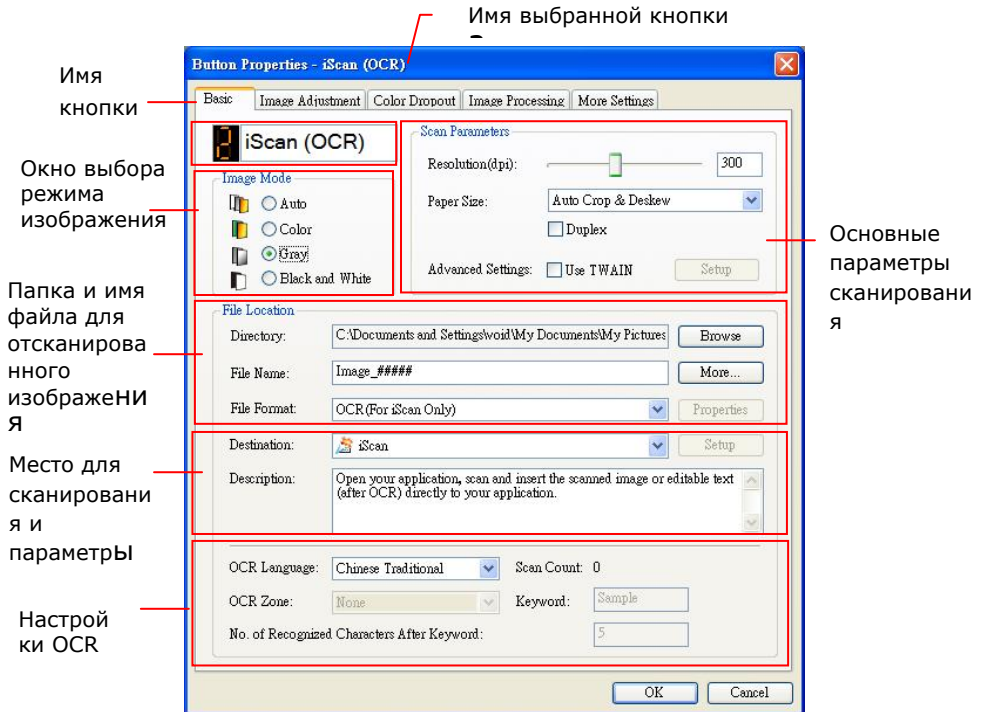 Имя выбранной кнопки
Button Properties - iScan (OCR)
Имя
кнопки
Basic
Image Adjustment
Color Dropout
Image Processing
More Settings
2 iScan (OCR)
Окно выбора
режима
изображения
Image Mode
Auto
Color
Gray
Black and White
Scan Parameters
Resolution(dpi):
300
Paper Size:
Auto Crop & Deskew
Duplex
Advanced Settings:
Use TWAIN
Setup
Основные
параметры
сканировани
я
Папка и имя
файла для
отсканирова
нного
изображеНИ
Я
File Location
Directory:
C:\Documents and Settings\void\My Documents\My Pictures
Browse
File Name:
Image_#####
More...
File Format:
OCR(For iScan Only)
Properties
Место для
сканировани
я и
параметрЫ
Destination:
iScan
Setup
Description:
Open your application, scan and insert the scanned image or editable text
(after OCR) directly to your application.
Настрой
ки OCR
OCR Language:
Chinese Traditional
Scan Count: 0
OCR Zone:
None
Keyword:
Sample
No. of Recognized Characters After Keyword:
5
OK
Cancel